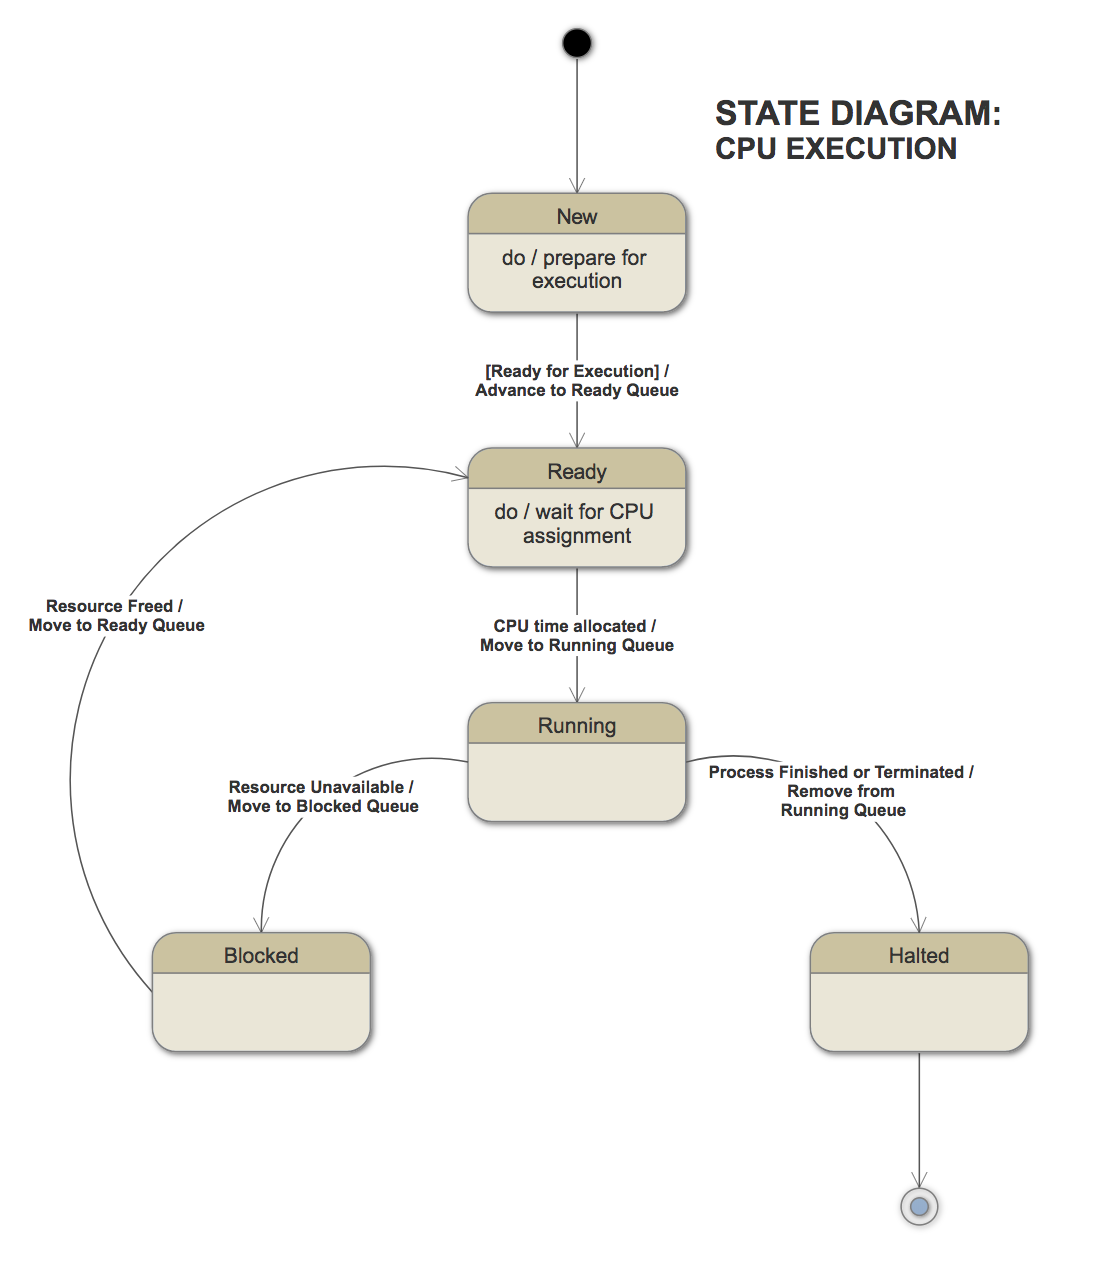 STATE DIAGRAM:
CPU EXECUTION
New
do / prepare for
execution
[Ready for Execution] /
Advance to Ready Queue
Ready
do / wait for CPU
assignment
Resource Freed /
Move to Ready Queue
CPU time allocated /
Move to Running Queue
Running
Resource Unavailable /
Move to Blocked Queue
Process Finished or Terminated /
Remove from
Running Queue
Blocked
Halted